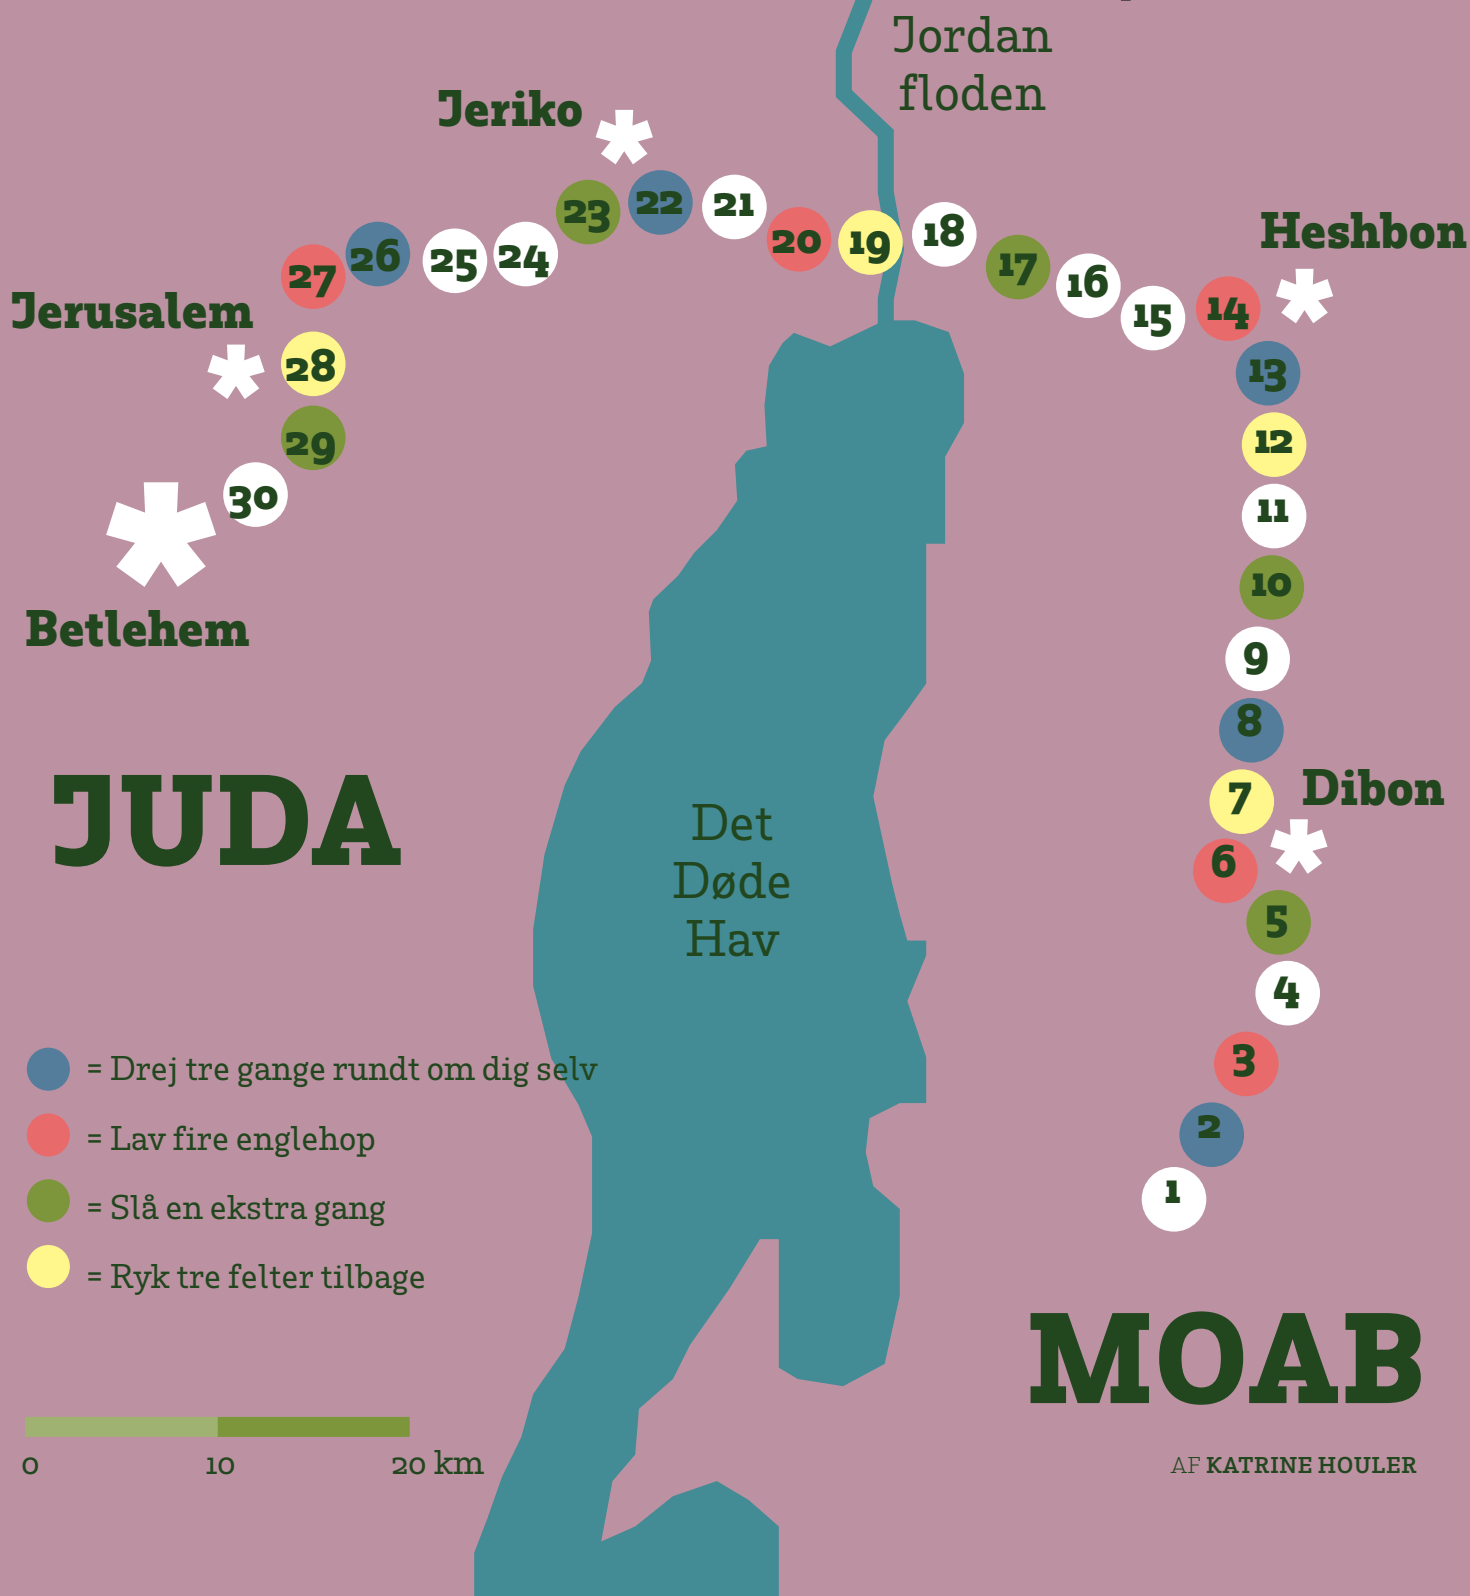 Jordan
floden
Jeriko
23
22
21
20
19
18
17
16
15
14
Heshbon
27
26
25
24
Jerusalem
28
29
30
Betlehem
13
12
11
10
9
8
7
Dibon
6
5
4
3
2
1
JUDA
Det
Døde
Hav
= Drej tre gange rundt om dig selv
= Lav fire englehop
= Slå en ekstra gang
= Ryk tre felter tilbage
0 10 20 km
MOAB
AF KATRINE HOULER